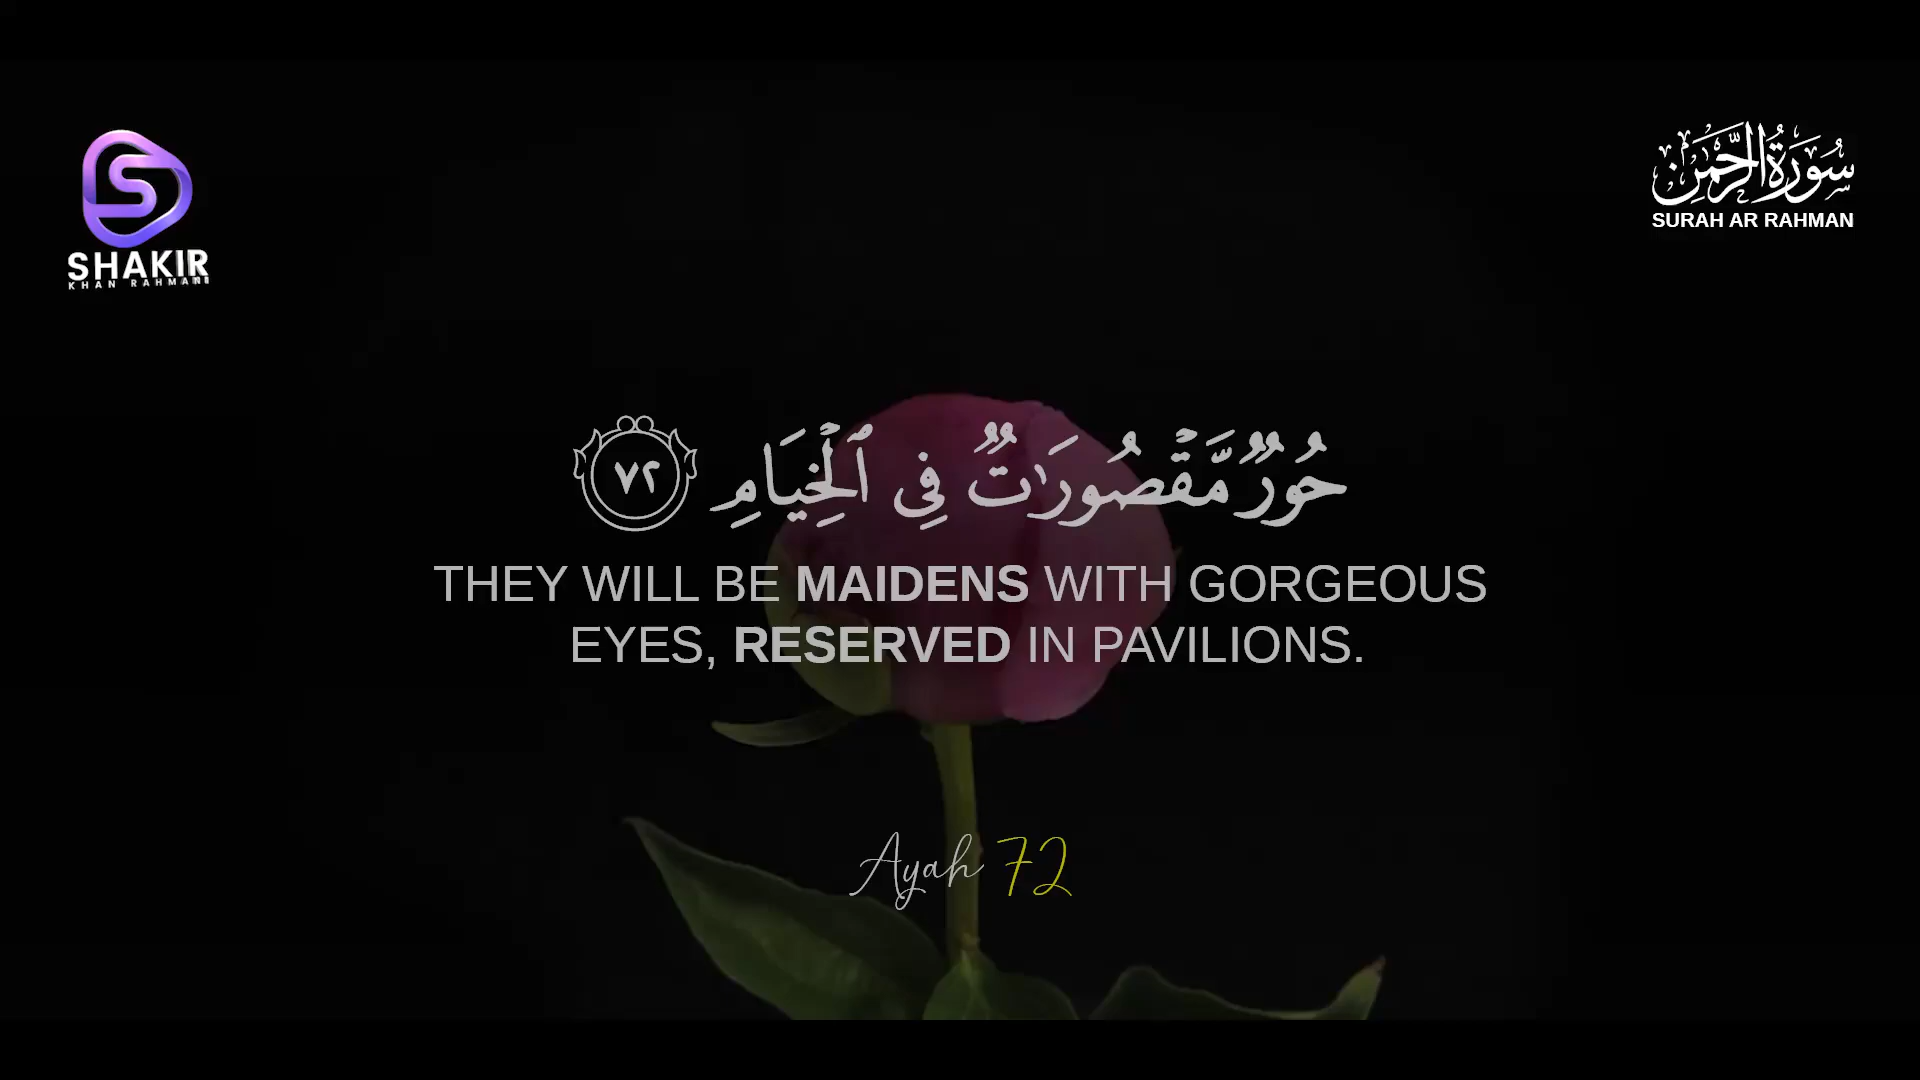 SHAKIR
KHAN RAHMANI
سُورَةُ الرَّحْمَٰن
SURAH AR RAHMAN
حُورٌ مَّقْصُورَٰتٌ فِى ٱلْخِيَامِ ٧٢
THEY WILL BE MAIDENS WITH GORGEOUS
EYES, RESERVED IN PAVILIONS.
Ayah 72